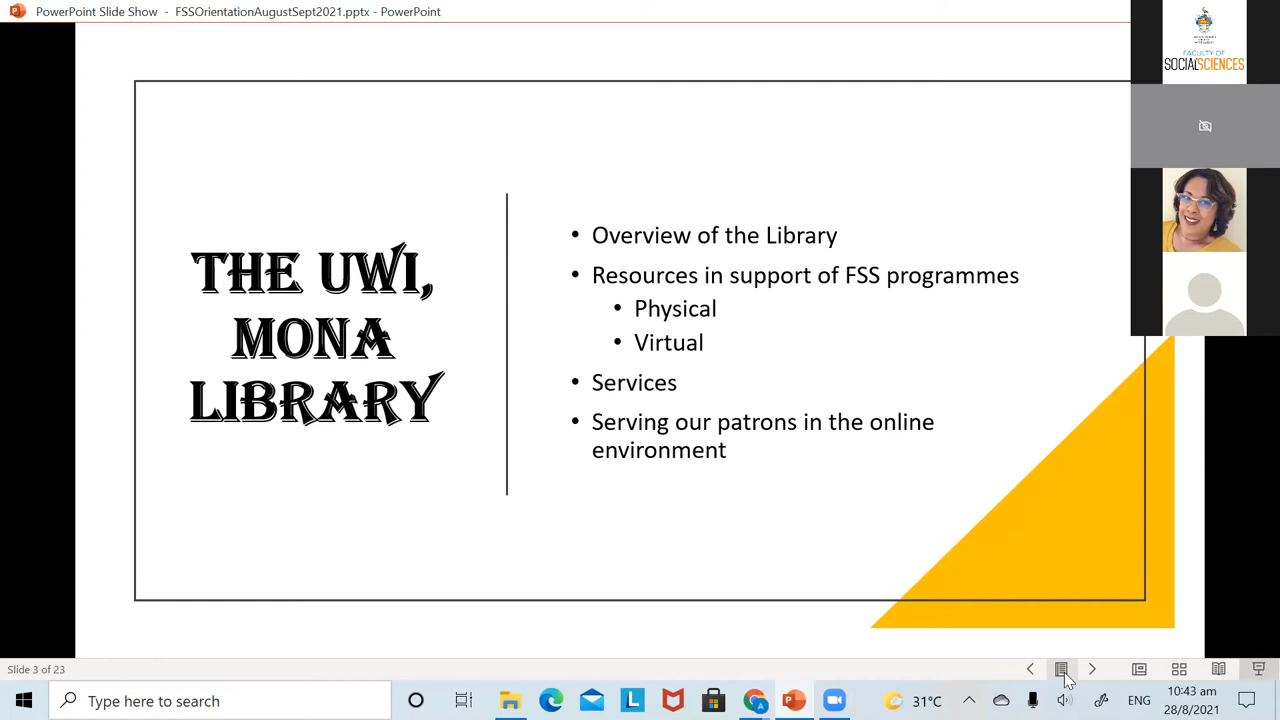 PowerPoint Slide Show - FSSOrientationAugustSept2021.pptx - PowerPoint
FACULTY OF
SOCIALSCIENCES
THE UWI,
MONA
LIBRARY
• Overview of the Library
• Resources in support of FSS programmes
• Physical
• Virtual
• Services
• Serving our patrons in the online
environment
Slide 3 of 23
Type here to search
31°C
ENG
10:43 am
28/8/2021